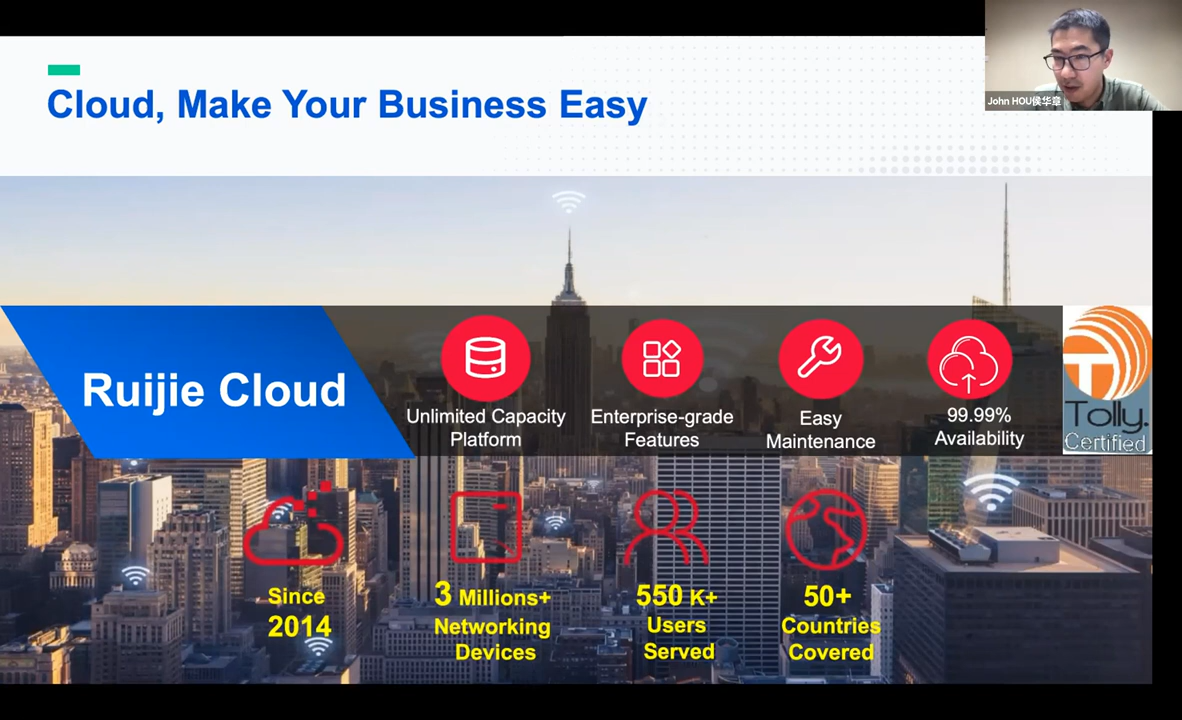 John HOU侯华章
Cloud, Make Your Business Easy
Ruijie Cloud
Unlimited Capacity
Platform
Enterprise-grade
Features
Easy
Maintenance
99.99%
Availability
Tolly.
Certified
Since
2014
3 Millions+
Networking
Devices
550 K+
Users
Served
50+
Countries
Covered